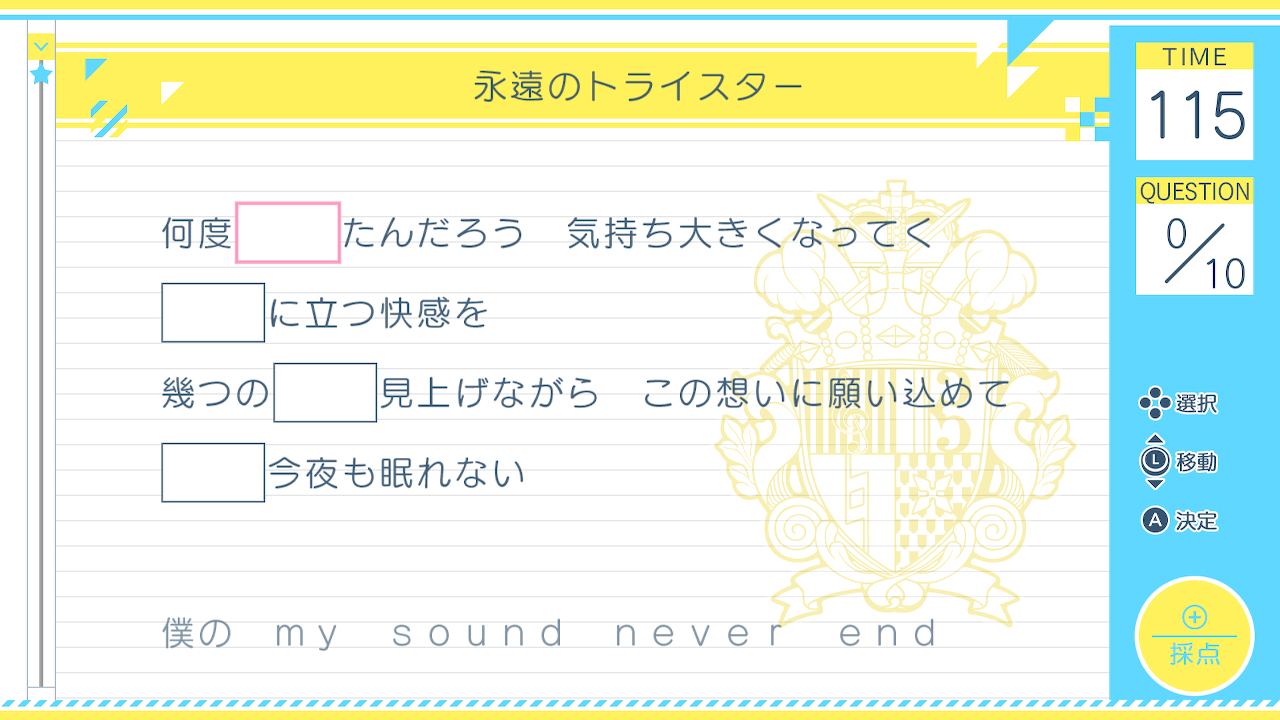 永遠のトライスター
何度 たんだろう 気持ち大きくなってく
に立つ快感を
幾つの 見上げながら この想いに願い込めて
今夜も眠れない
僕の my sound never end
TIME
115
QUESTION
0/10
選択
L 移動
A 決定
採点